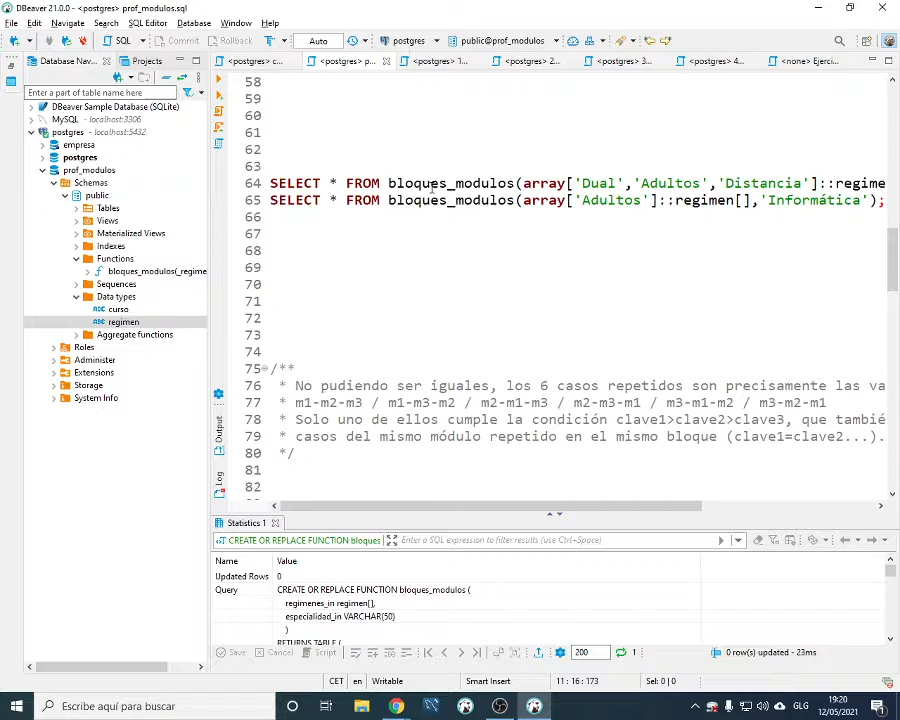 DBeaver 21.0.0 - <postgres> prof_modulos.sql
File Edit Navigate Search SQL Editor Database Window Help
SQL Commit Rollback T Auto postgres public@prof_modulos
Database Nav... Projects <postgres> c... <postgres> p... <postgres> 1... <postgres> 2... <postgres> 3... <postgres> 4... <none> Ejerci...
Enter a part of table name here
DBeaver Sample Database (SQLite)
MySQL - localhost:3306
postgres - localhost:5432
empresa
postgres
prof_modulos
Schemas
public
Tables
Views
Materialized Views
Indexes
Functions
bloques_modulos(_regime
Sequences
Data types
ABC curso
ABC regimen
Aggregate functions
Roles
Administer
Extensions
Storage
System Info
58
59
60
61
62
63
64 SELECT * FROM bloques_modulos(array['Dual','Adultos','Distancia']::regime
65 SELECT * FROM bloques_modulos(array['Adultos']::regimen[],'Informática');
66
67
68
69
70
71
72
73
74
75 /**
76 * No pudiendo ser iguales, los 6 casos repetidos son precisamente las va
77 * m1-m2-m3 / m1-m3-m2 / m2-m1-m3 / m2-m3-m1 / m3-m1-m2 / m3-m2-m1
78 * Solo uno de ellos cumple la condición clave1>clave2>clave3, que tambié
79 * casos del mismo módulo repetido en el mismo bloque (clave1=clave2...).
80 */
81
82
Output
Log
Statistics 1
CREATE OR REPLACE FUNCTION bloques Enter a SQL expression to filter results (use Ctrl+Space)
Name Value
Updated Rows 0
Query CREATE OR REPLACE FUNCTION bloques_modulos (
regimenes_in regimen[],
especialidad_in VARCHAR(50)
)
RETURNS TABLE (
Save Cancel Script 200 1 0 row(s) updated - 23ms
CET en Writable Smart Insert 11 : 16 : 173 Sel: 0 | 0
Escribe aquí para buscar GLG 19:20
12/05/2021 1